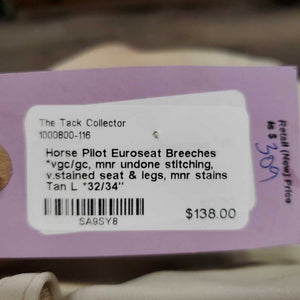 The Tack Collector
1000800-116
Horse Pilot Euroseat Breeches
*vgc/gc, mnr undone stitching,
v.stained seat & legs, mnr stains
Tan L *32/34"
$138.00
SA9SY8
Retail (New) Price
is $ 309